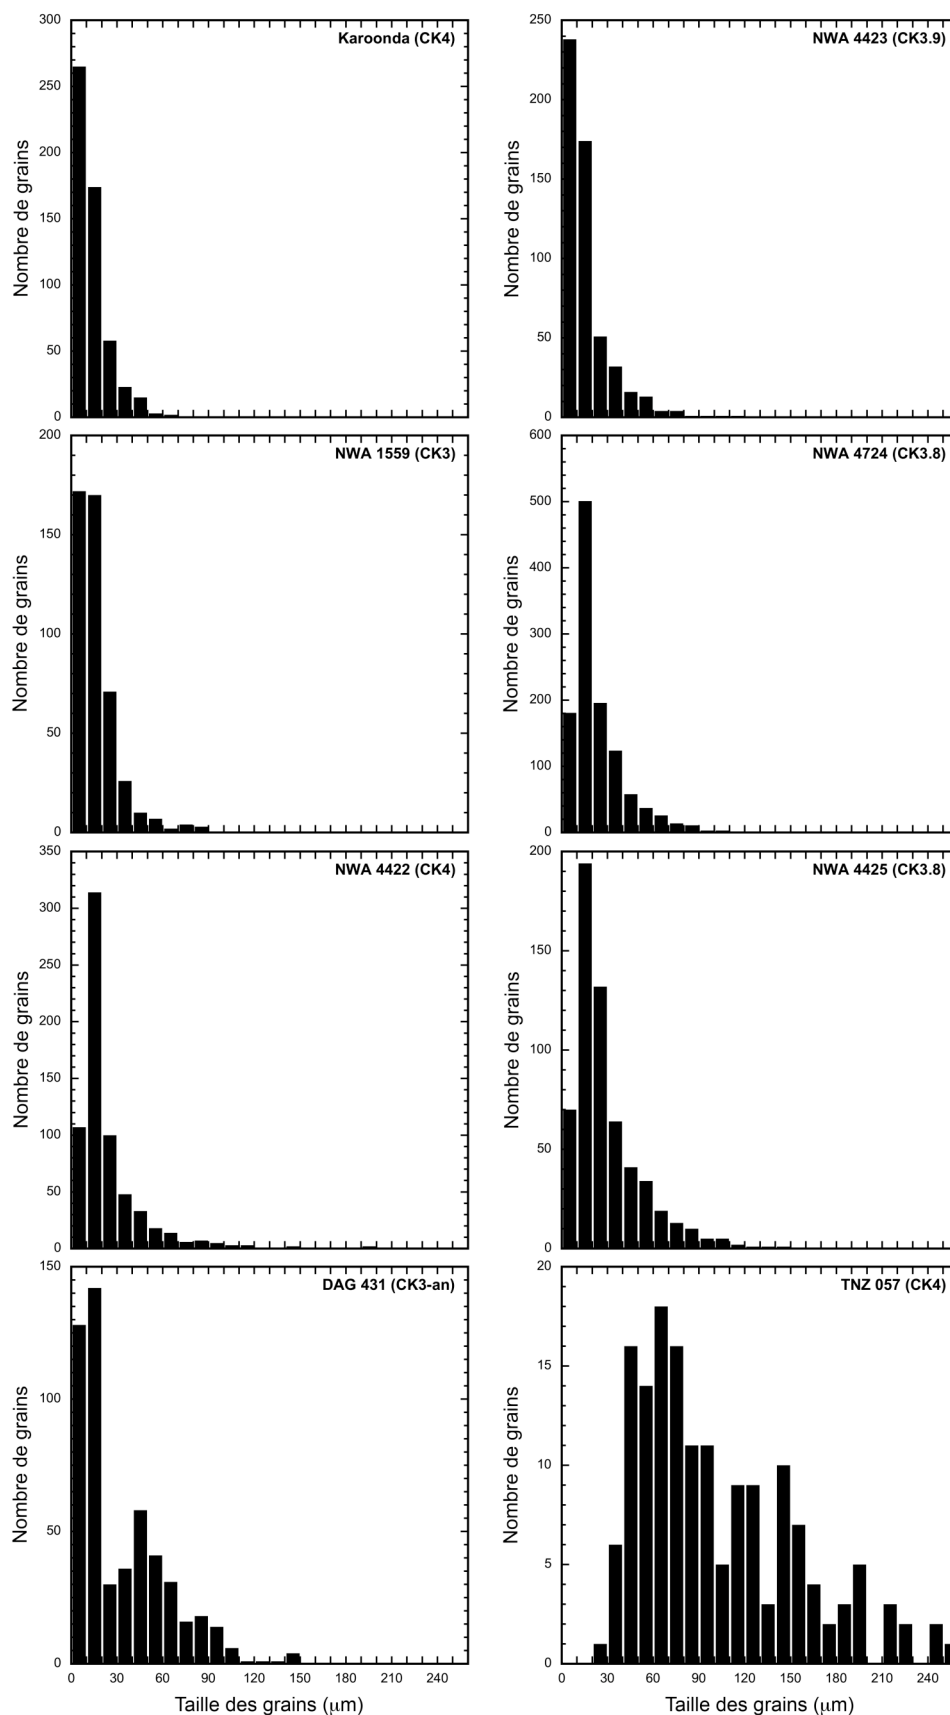 Karoonda (CK4)
300
250
200
150
100
50
0
Nombre de grains
NWA 4423 (CK3.9)
250
200
150
100
50
0
Nombre de grains
NWA 1559 (CK3)
200
150
100
50
0
Nombre de grains
NWA 4724 (CK3.8)
600
500
400
300
200
100
0
Nombre de grains
NWA 4422 (CK4)
350
300
250
200
150
100
50
0
Nombre de grains
NWA 4425 (CK3.8)
200
150
100
50
0
Nombre de grains
DAG 431 (CK3-an)
150
100
50
0
Nombre de grains
0 30 60 90 120 150 180 210 240
Taille des grains (μm)
TNZ 057 (CK4)
20
15
10
5
0
Nombre de grains
0 30 60 90 120 150 180 210 240
Taille des grains (μm)